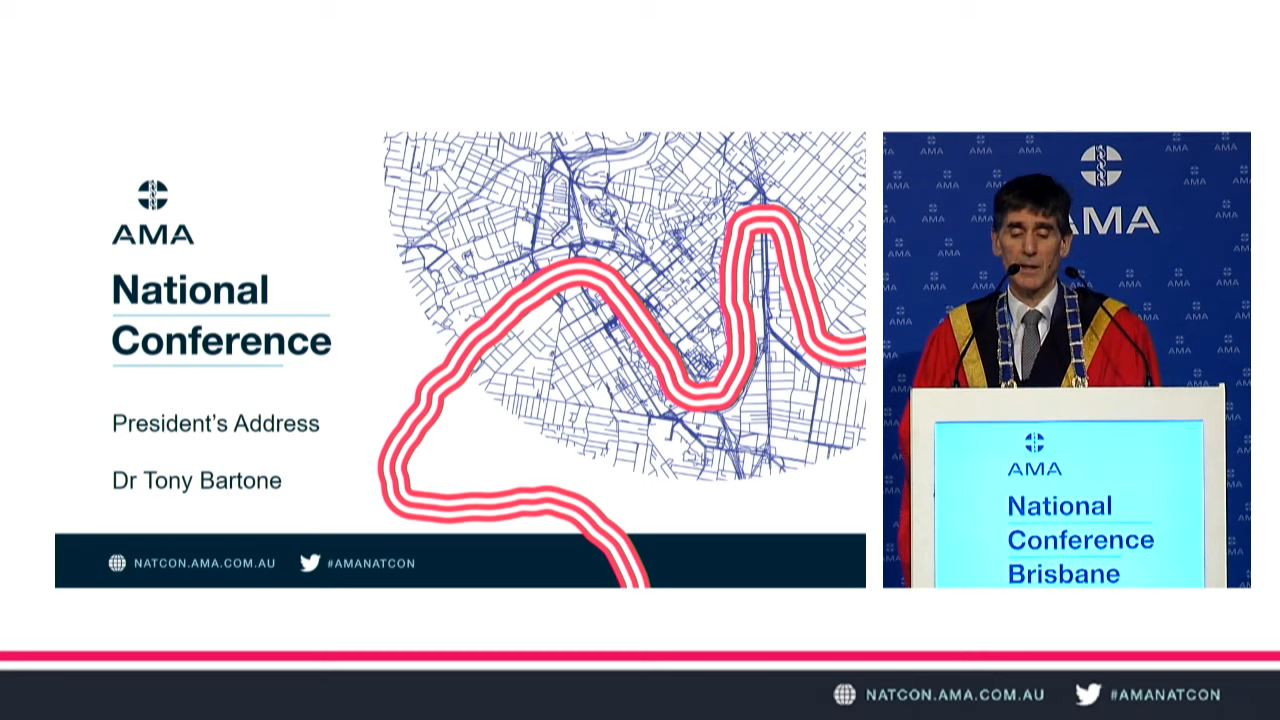 AMA
National
Conference
President's Address
Dr Tony Bartone
NATCON.AMA.COM.AU
#AMANATCON
AMA
AMA
National
Conference
Brisbane
NATCON.AMA.COM.AU
#AMANATCON